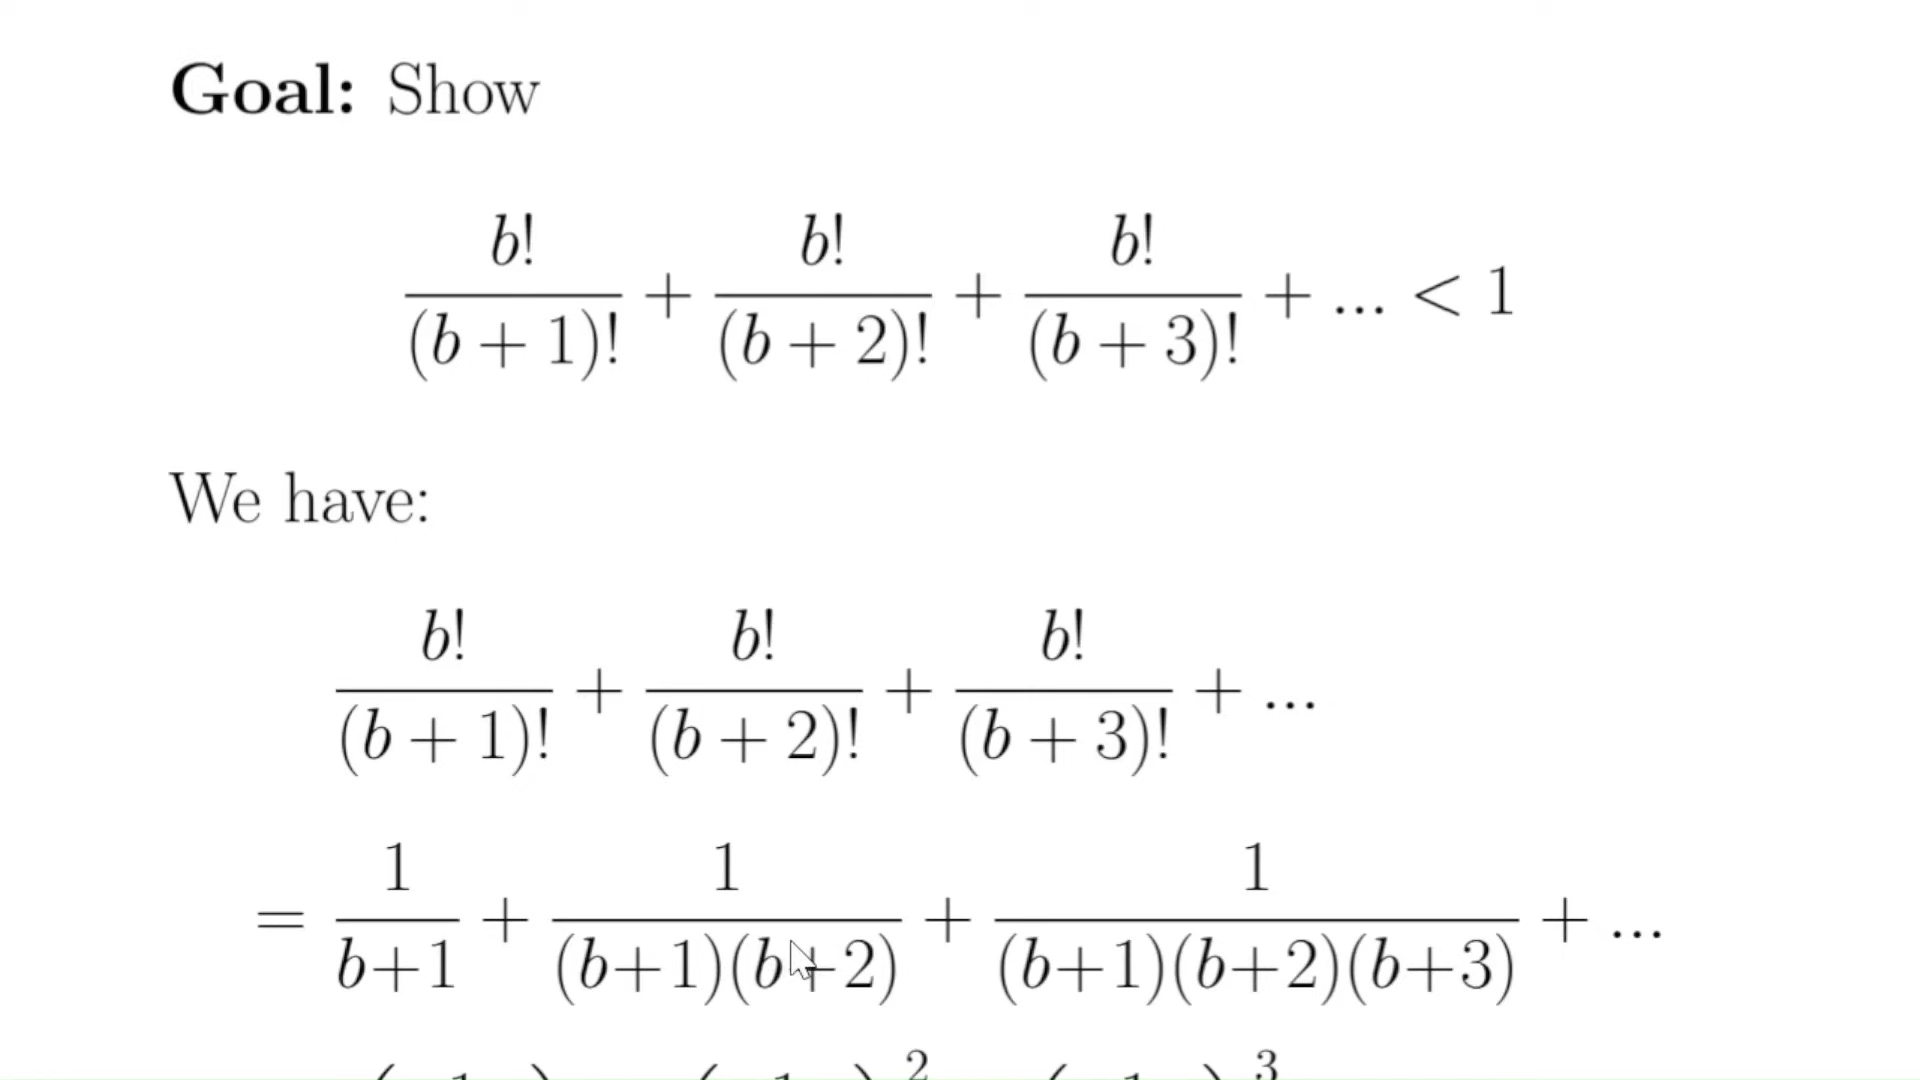 Goal: Show
b!/(b + 1)! + b!/(b + 2)! + b!/(b + 3)! + ... < 1
We have:
b!/(b + 1)! + b!/(b + 2)! + b!/(b + 3)! + ...
= 1/(b+1) + 1/((b+1)(b+2)) + 1/((b+1)(b+2)(b+3)) + ...